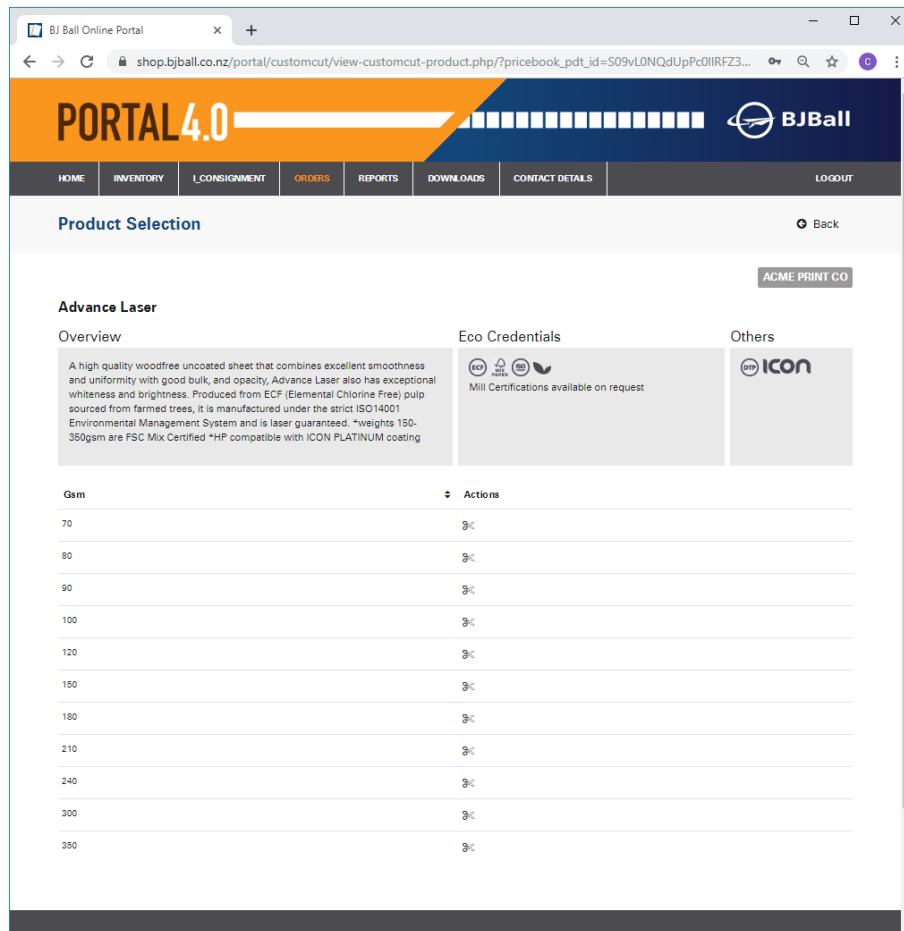 BJ Ball Online Portal
shop.bjball.co.nz/portal/customcut/view-customcut-product.php/?pricebook_pdt_id=S09vL0NQdUpPc0lIRFZ3...
C
PORTAL 4.0
BJBall
HOME INVENTORY I_CONSIGNMENT ORDERS REPORTS DOWNLOADS CONTACT DETAILS LOGOUT
Product Selection
Back
ACME PRINT CO
Advance Laser
Overview
A high quality woodfree uncoated sheet that combines excellent smoothness
and uniformity with good bulk, and opacity, Advance Laser also has exceptional
whiteness and brightness. Produced from ECF (Elemental Chlorine Free) pulp
sourced from farmed trees, it is manufactured under the strict ISO14001
Environmental Management System and is laser guaranteed. *weights 150-
350gsm are FSC Mix Certified *HP compatible with ICON PLATINUM coating
Eco Credentials
ECF MIX PAPER ISO
Mill Certifications available on request
Others
DTP ICON
Gsm Actions
70
80
90
100
120
150
180
210
240
300
350